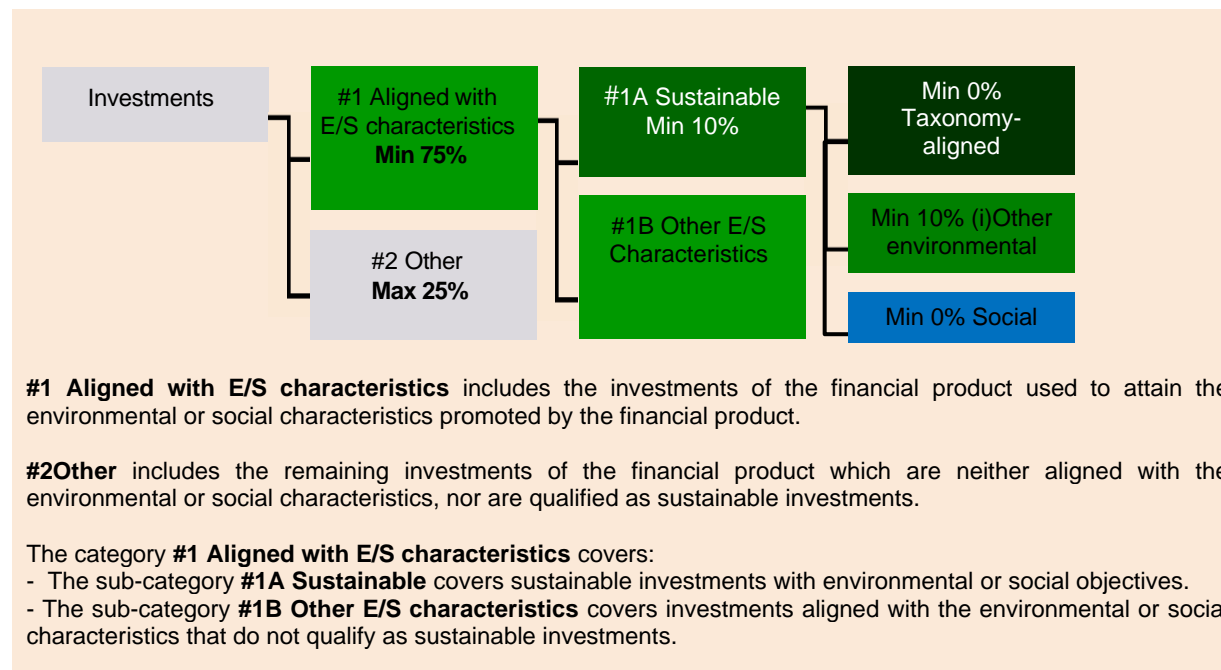 Investments
#1 Aligned with
E/S characteristics
Min 75%
#2 Other
Max 25%
#1A Sustainable
Min 10%
#1B Other E/S
Characteristics
Min 0%
Taxonomy-
aligned
Min 10% (i)Other
environmental
Min 0% Social
#1 Aligned with E/S characteristics includes the investments of the financial product used to attain the
environmental or social characteristics promoted by the financial product.
#2Other includes the remaining investments of the financial product which are neither aligned with the
environmental or social characteristics, nor are qualified as sustainable investments.
The category #1 Aligned with E/S characteristics covers:
- The sub-category #1A Sustainable covers sustainable investments with environmental or social objectives.
- The sub-category #1B Other E/S characteristics covers investments aligned with the environmental or social
characteristics that do not qualify as sustainable investments.